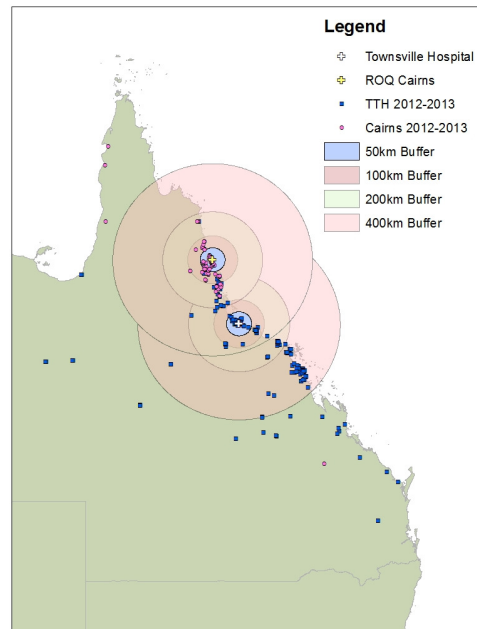 Legend
Townsville Hospital
ROQ Cairns
TTH 2012-2013
Cairns 2012-2013
50km Buffer
100km Buffer
200km Buffer
400km Buffer